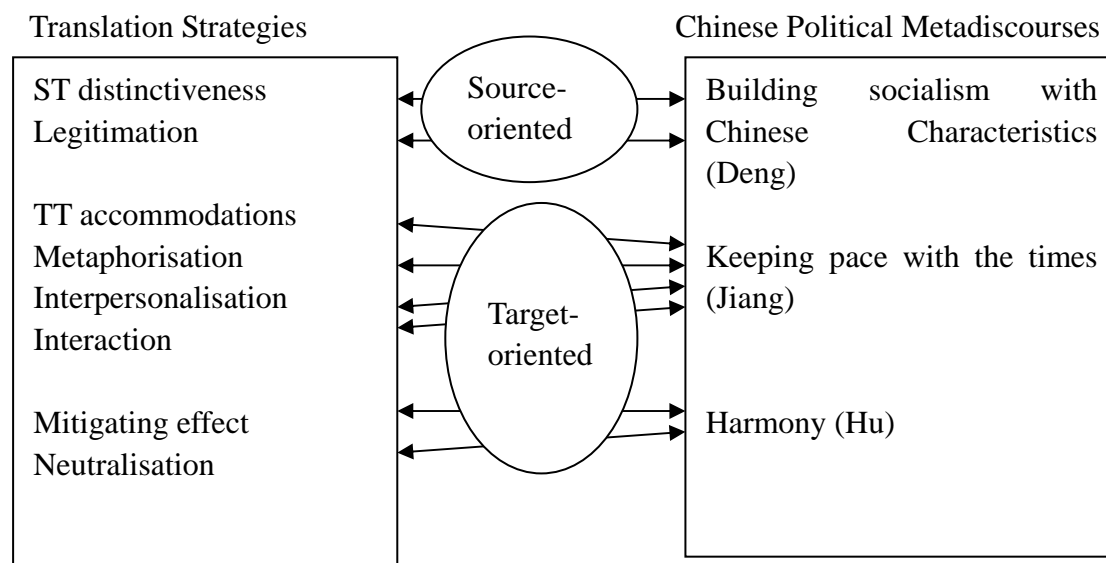 Translation Strategies
Chinese Political Metadiscourses
ST distinctiveness
Legitimation
TT accommodations
Metaphorisation
Interpersonalisation
Interaction
Mitigating effect
Neutralisation
Source-
oriented
Target-
oriented
Building socialism with
Chinese Characteristics
(Deng)
Keeping pace with the times
(Jiang)
Harmony (Hu)